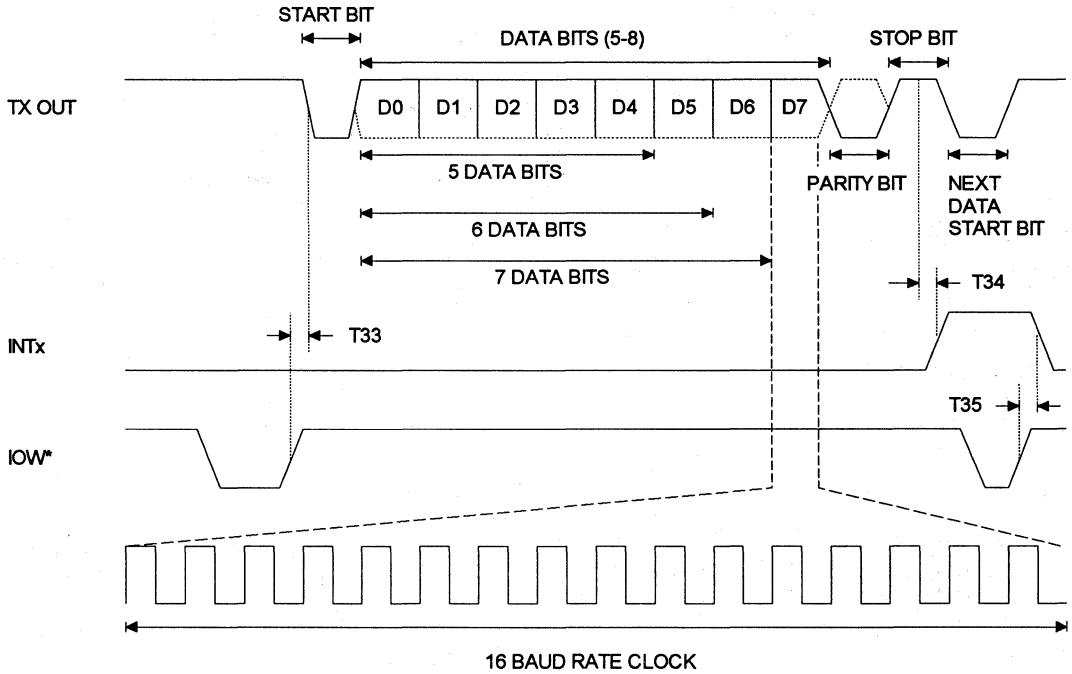 START BIT
DATA BITS (5-8)
STOP BIT
TX OUT
D0 D1 D2 D3 D4 D5 D6 D7
5 DATA BITS
PARITY BIT
NEXT
DATA
START BIT
6 DATA BITS
7 DATA BITS
T34
T33
INTx
T35
IOW*
16 BAUD RATE CLOCK